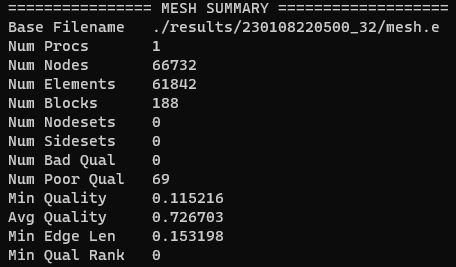 ================ MESH SUMMARY ===================
Base Filename   ./results/230108220500_32/mesh.e
Num Procs       1
Num Nodes       66732
Num Elements    61842
Num Blocks      188
Num Nodesets    0
Num Sidesets    0
Num Bad Qual    0
Num Poor Qual   69
Min Quality     0.115216
Avg Quality     0.726703
Min Edge Len    0.153198
Min Qual Rank   0